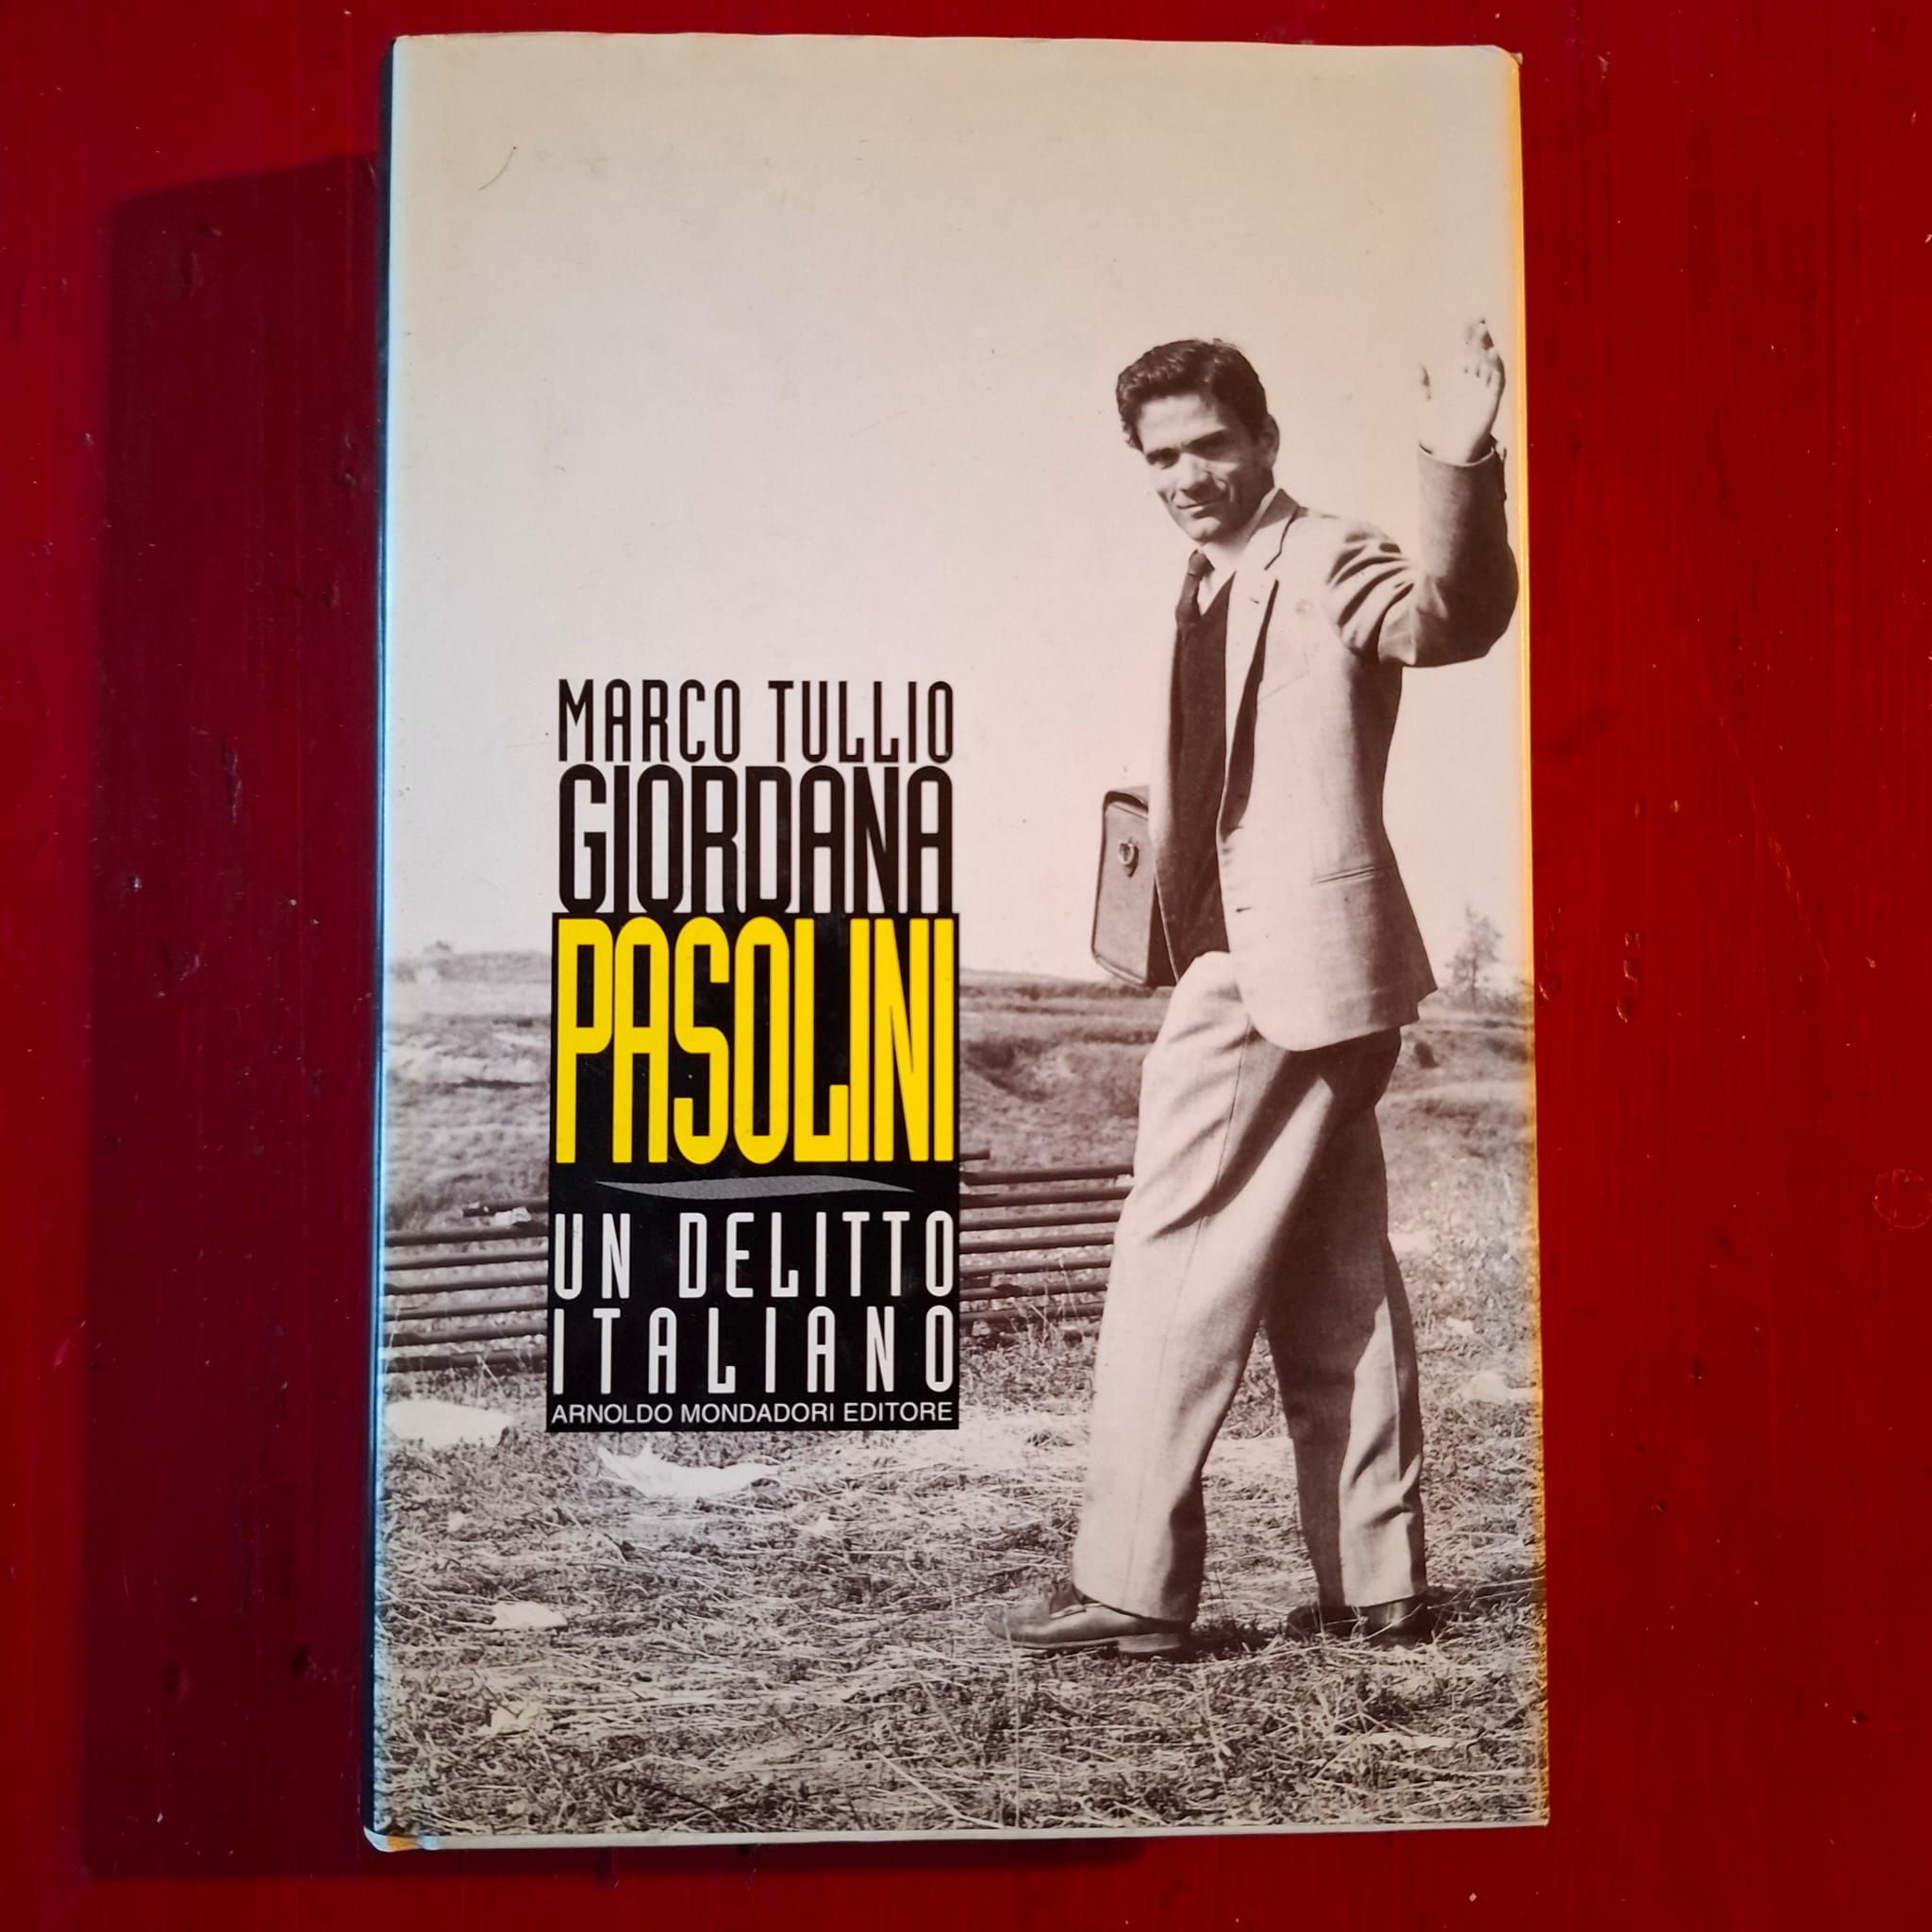 MARCO TULLIO
GIORDANA
PASOLINI
UN DELITTO
ITALIANO
ARNOLDO MONDADORI EDITORE